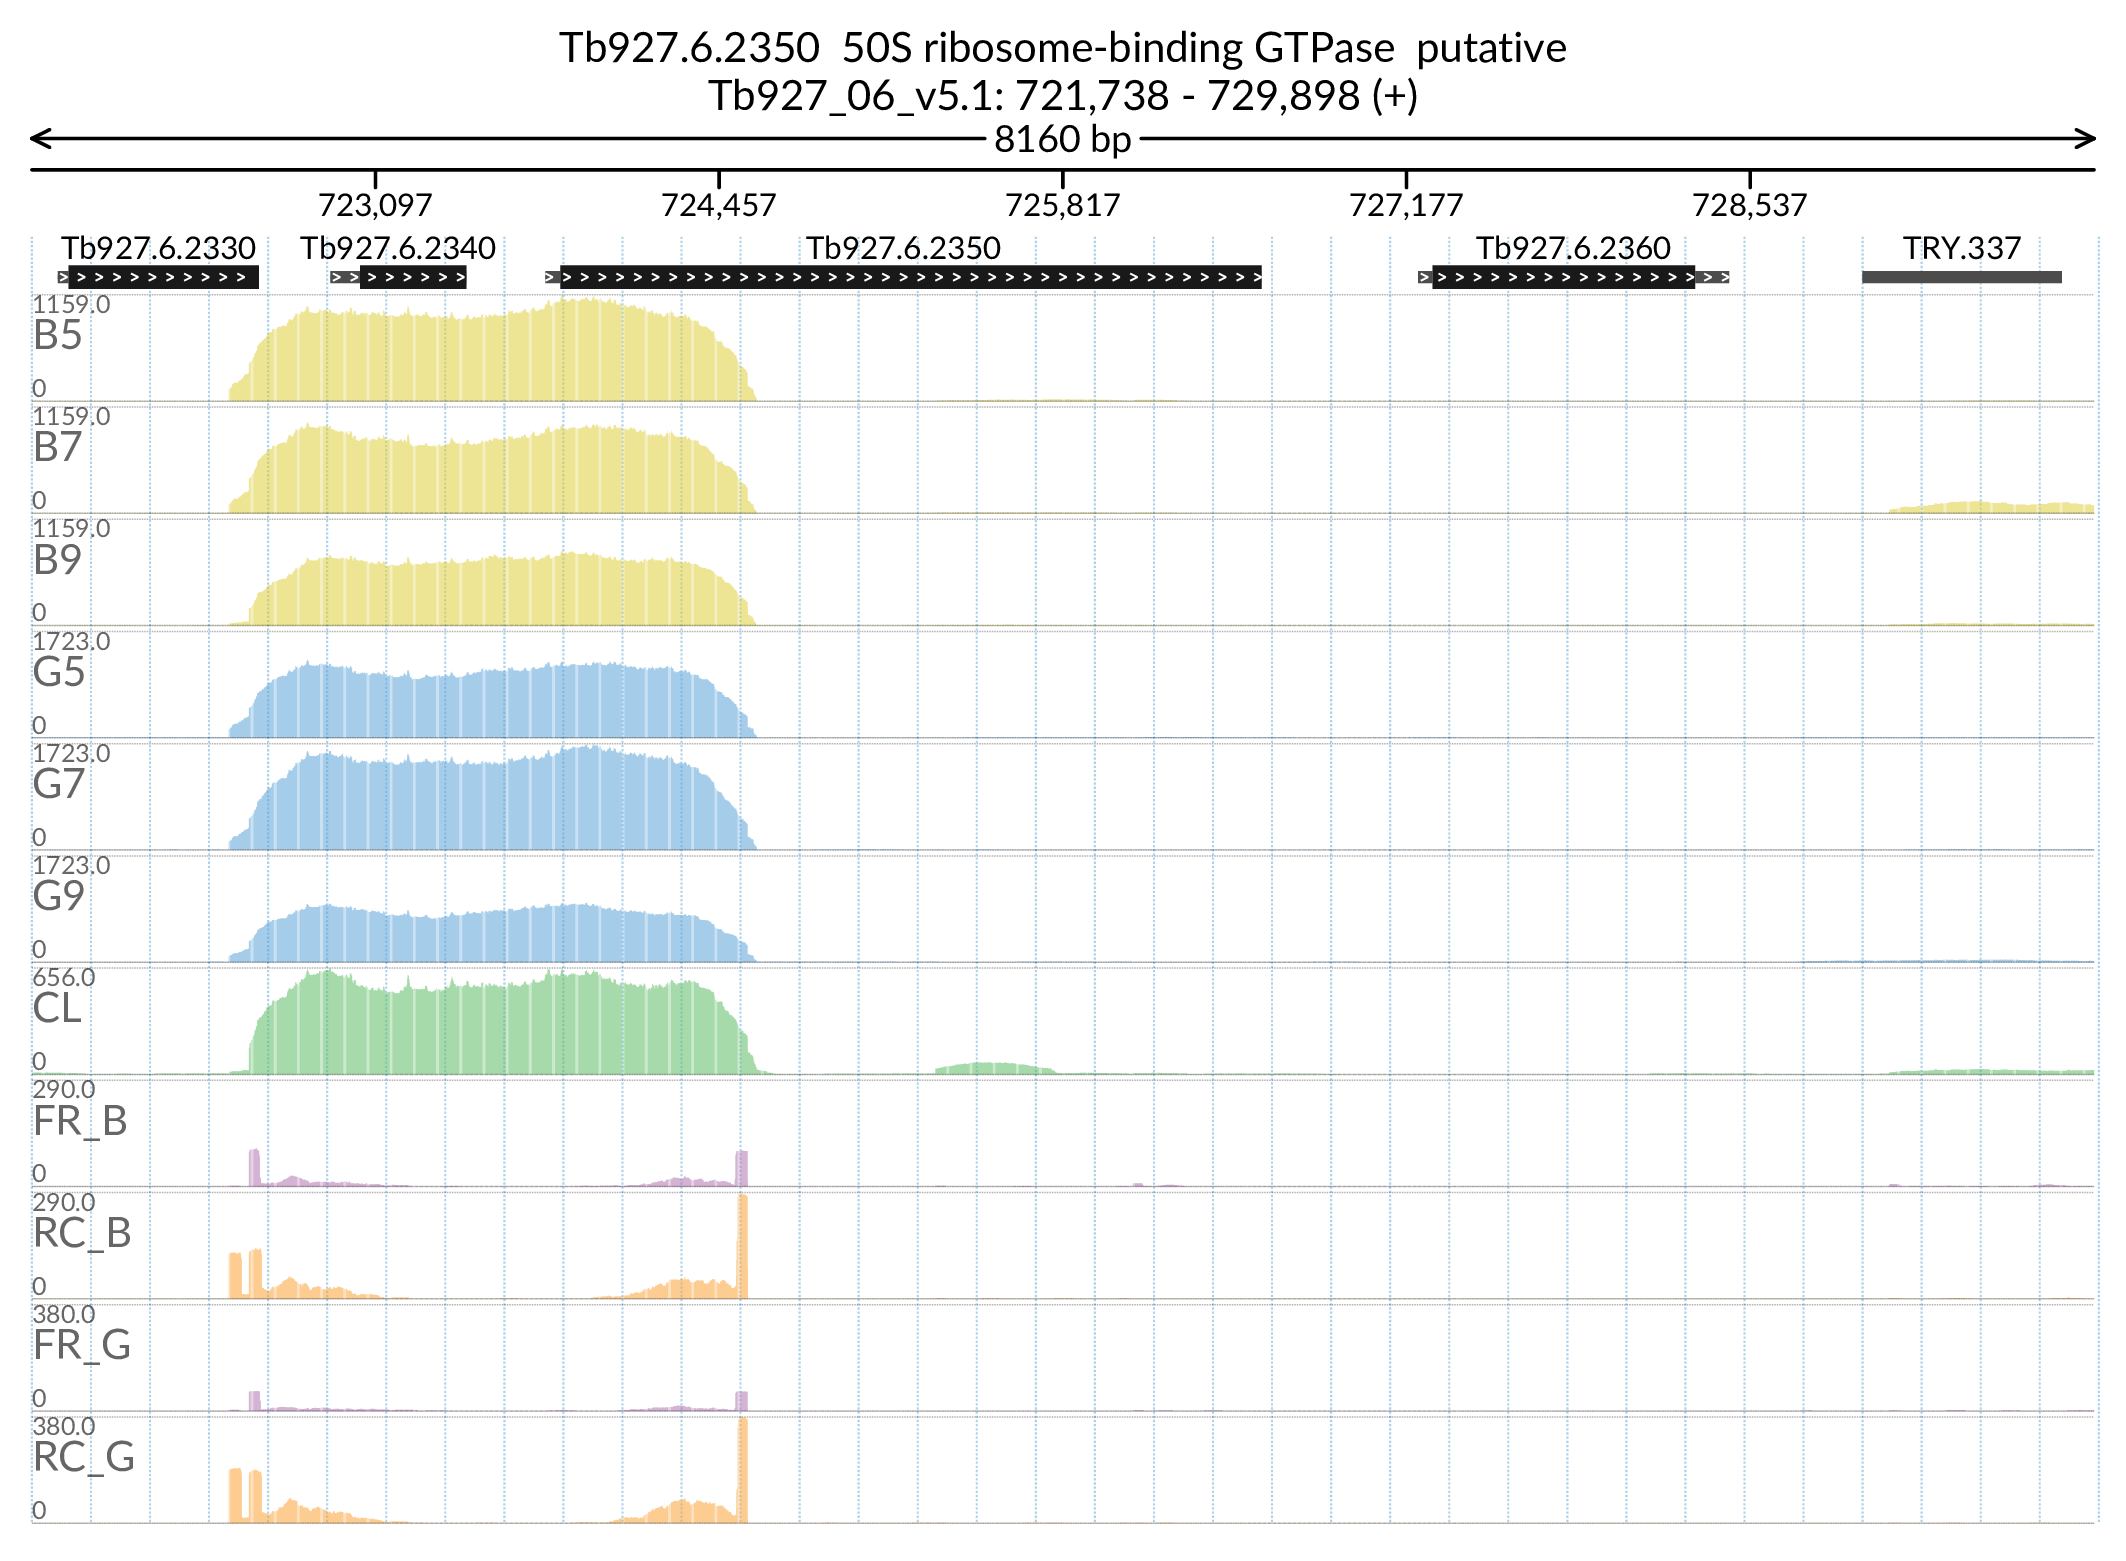 Tb927.6.2350  50S ribosome-binding GTPase  putative
Tb927_06_v5.1: 721,738 - 729,898 (+)
8160 bp
723,097 724,457 725,817 727,177 728,537
Tb927.6.2330 Tb927.6.2340 Tb927.6.2350 Tb927.6.2360 TRY.337
1159.0
B5
0
1159.0
B7
0
1159.0
B9
0
1723.0
G5
0
1723.0
G7
0
1723.0
G9
0
656.0
CL
0
290.0
FR_B
0
290.0
RC_B
0
380.0
FR_G
0
380.0
RC_G
0